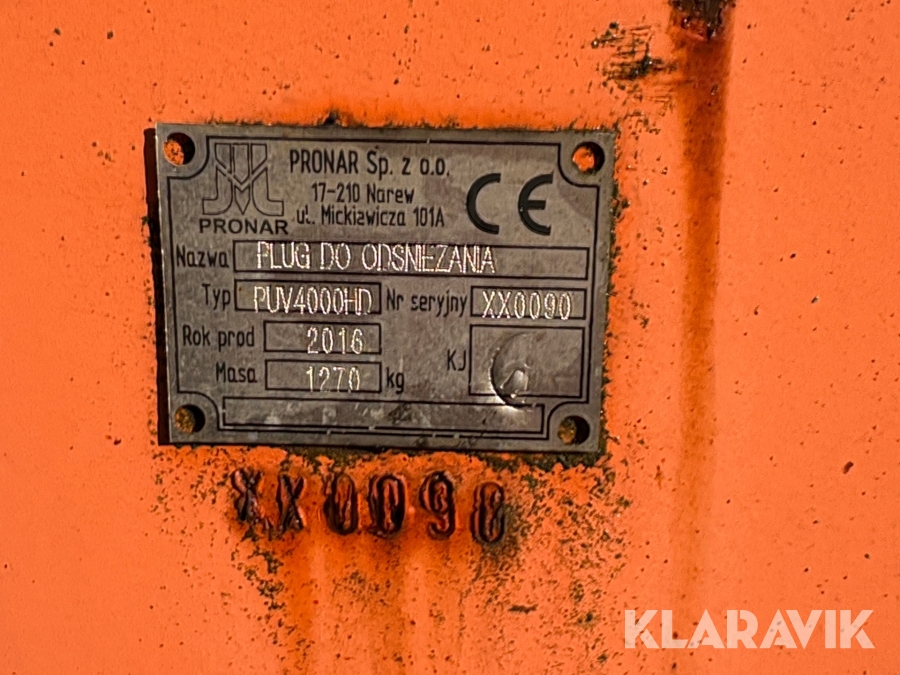 PRONAR Sp. z o.o.
17-210 Narew
ul. Mickiewicza 101A
PRONAR
CE
Nazwa PLUG DO ODSNIEZANIA
Typ PUV4000HD Nr seryjny XX0090
Rok prod 2016
Masa 1270 kg KJ
XX0090
KLARAVIK